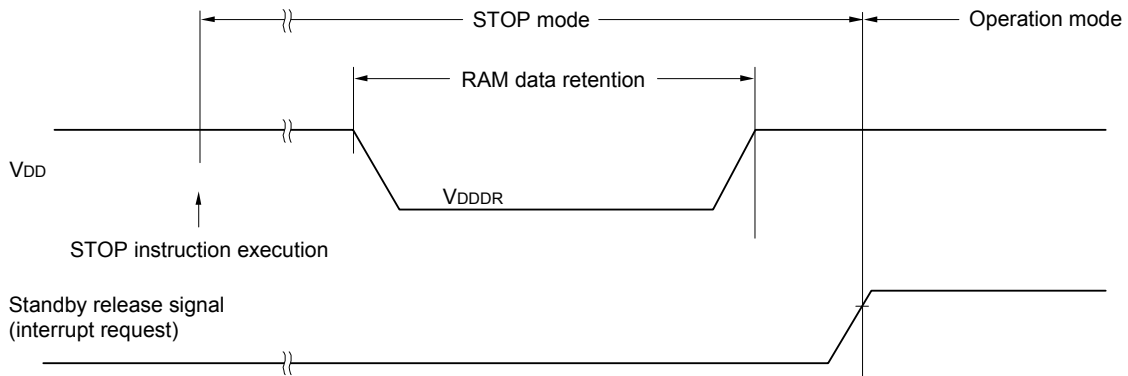 STOP mode
Operation mode
RAM data retention
VDD
VDDDR
STOP instruction execution
Standby release signal
(interrupt request)